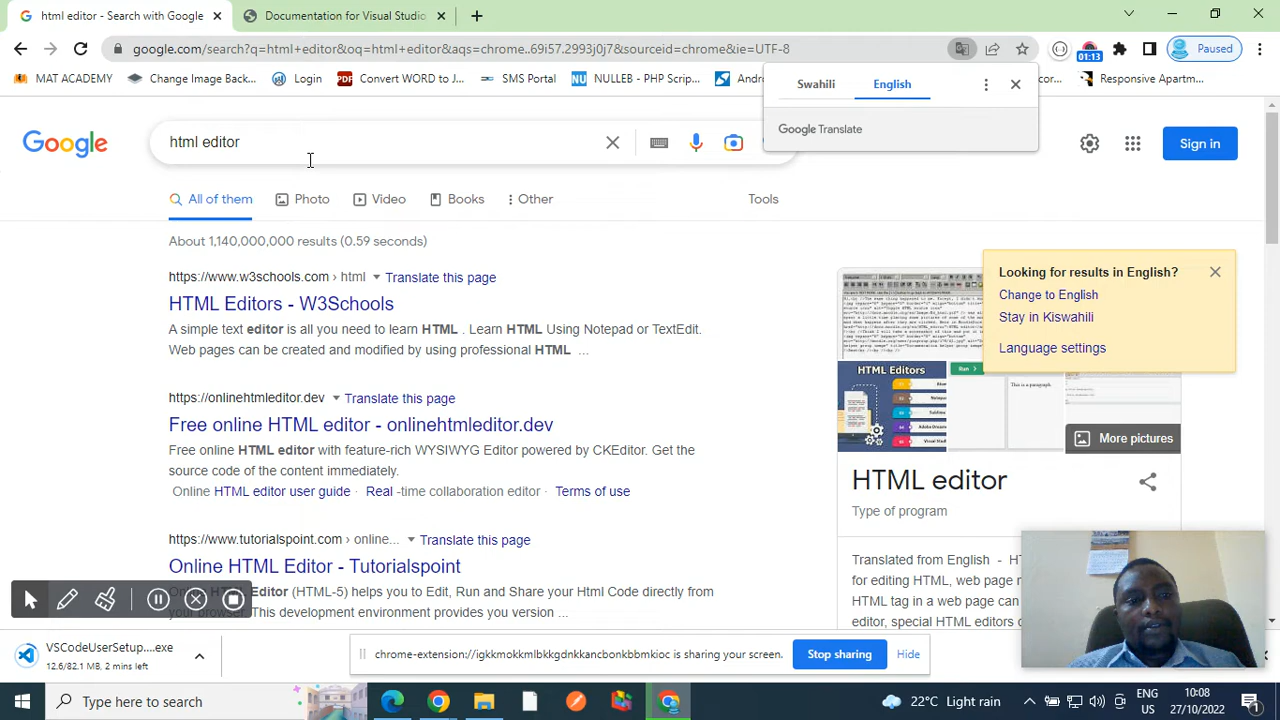 html editor - Search with Google
Documentation for Visual Studio
google.com/search?q=html+editor&oq=html+editor&aqs=chrome..69i57.2993j0j7&sourceid=chrome&ie=UTF-8
01:13
Paused
MAT ACADEMY
Change Image Back...
Login
Convert WORD to J...
SMS Portal
NULLEB - PHP Scrip...
Responsive Apartm...
Swahili
English
Google Translate
Google
html editor
Sign in
All of them
Photo
Video
Books
Other
Tools
About 1,140,000,000 results (0.59 seconds)
https://www.w3schools.com › html
Translate this page
HTML Editors - W3Schools
A simple text editor is all you need to learn HTML . Learn HTML Using Notepad or TextEdit.
Web pages can be created and modified by using professional HTML ...
https://onlinehtmleditor.dev
Translate this page
Free online HTML editor - onlinehtmleditor.dev
Free online HTML editor with feature-rich WYSIWYG Editor powered by CKEditor. Get the
source code of the content immediately.
Online HTML editor user guide · Real -time collaboration editor · Terms of use
https://www.tutorialspoint.com › online...
Translate this page
Online HTML Editor - Tutorialspoint
Editor (HTML-5) helps you to Edit, Run and Share your Html Code directly from
your browser. This development environment provides you version ...
Looking for results in English?
Change to English
Stay in Kiswahili
Language settings
HTML Editors
Run
This is a paragraph.
More pictures
HTML editor
Type of program
Translated from English - HT
for editing HTML, web page m
HTML tag in a web page can
editor, special HTML editors c
VSCodeUserSetup....exe
12.6/82.1 MB, 2 mins left
chrome-extension://igkkmokkmlbkkgdnkkancbonkbbmkioc is sharing your screen.
Stop sharing
Hide
Type here to search
22°C Light rain
ENG
US
10:08
27/10/2022
1